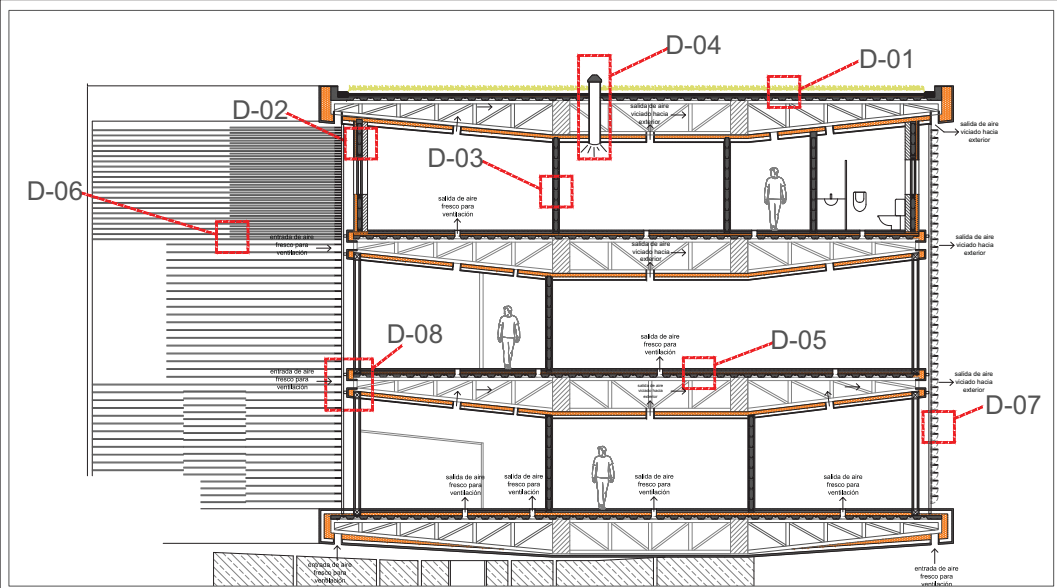 D-04
D-01
D-02
salida de aire
viciado hacia
exterior
salida de aire
viciado hacia
exterior
D-03
D-06
salida de aire
fresco para
ventilación
entrada de aire
fresco para
ventilación
salida de aire
viciado hacia
exterior
salida de aire
viciado hacia
exterior
D-08
D-05
salida de aire
fresco para
ventilación
entrada de aire
fresco para
ventilación
salida de aire
viciado hacia
exterior
salida de aire
viciado hacia
exterior
D-07
salida de aire
fresco para
ventilación
salida de aire
fresco para
ventilación
salida de aire
fresco para
ventilación
salida de aire
fresco para
ventilación
entrada de aire
fresco para
ventilación
entrada de aire
fresco para
ventilación